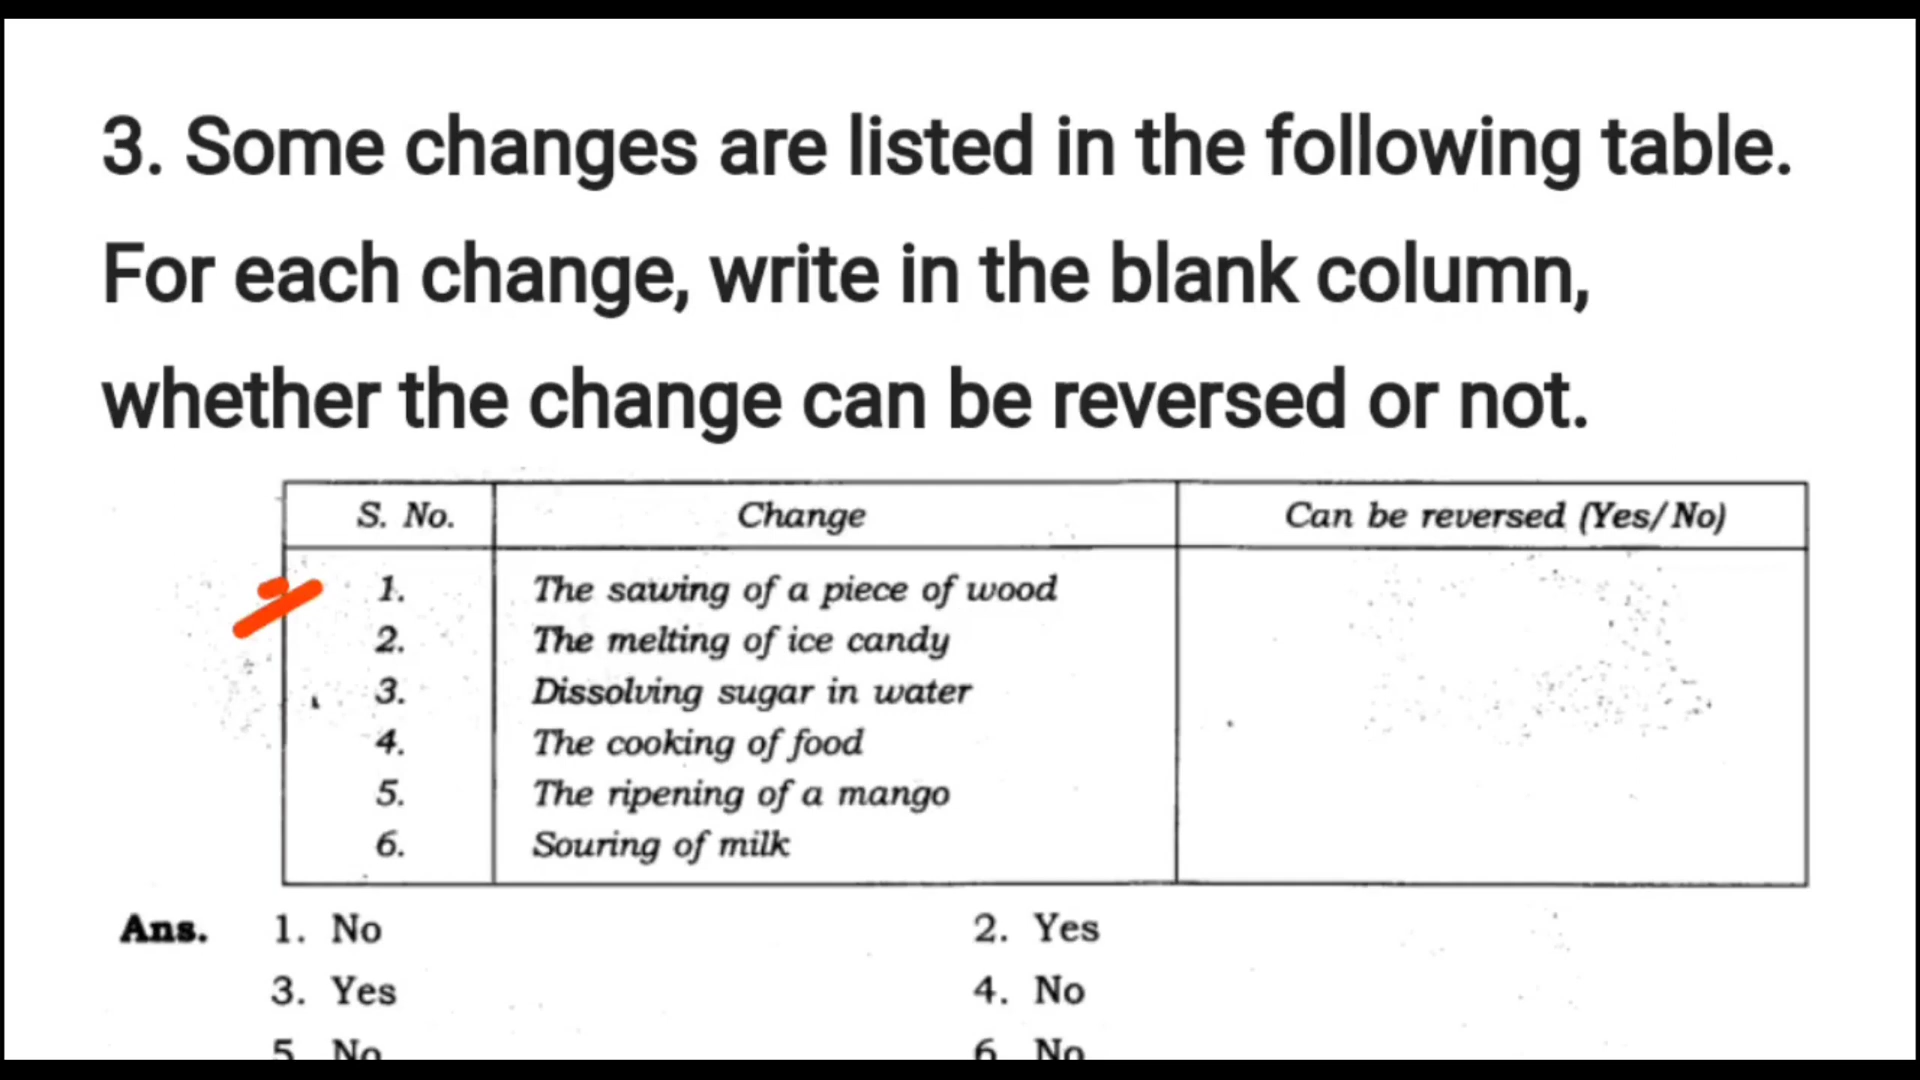 3. Some changes are listed in the following table.
For each change, write in the blank column,
whether the change can be reversed or not.
S. No. Change Can be reversed (Yes/No)
1. The sawing of a piece of wood
2. The melting of ice candy
3. Dissolving sugar in water
4. The cooking of food
5. The ripening of a mango
6. Souring of milk
Ans. 1. No 2. Yes
3. Yes 4. No
5 No 6 No